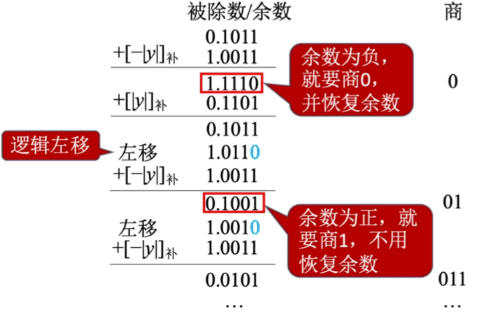 被除数/余数 商
0.1011
+[−|y|]补 1.0011
1.1110 0
+[|y|]补 0.1101
0.1011
左移 1.0110
+[−|y|]补 1.0011
0.1001 01
左移 1.0010
+[−|y|]补 1.0011
0.0101 011
… …
余数为负，
就要商0，
并恢复余数
逻辑左移
余数为正，就
要商1，不用
恢复余数